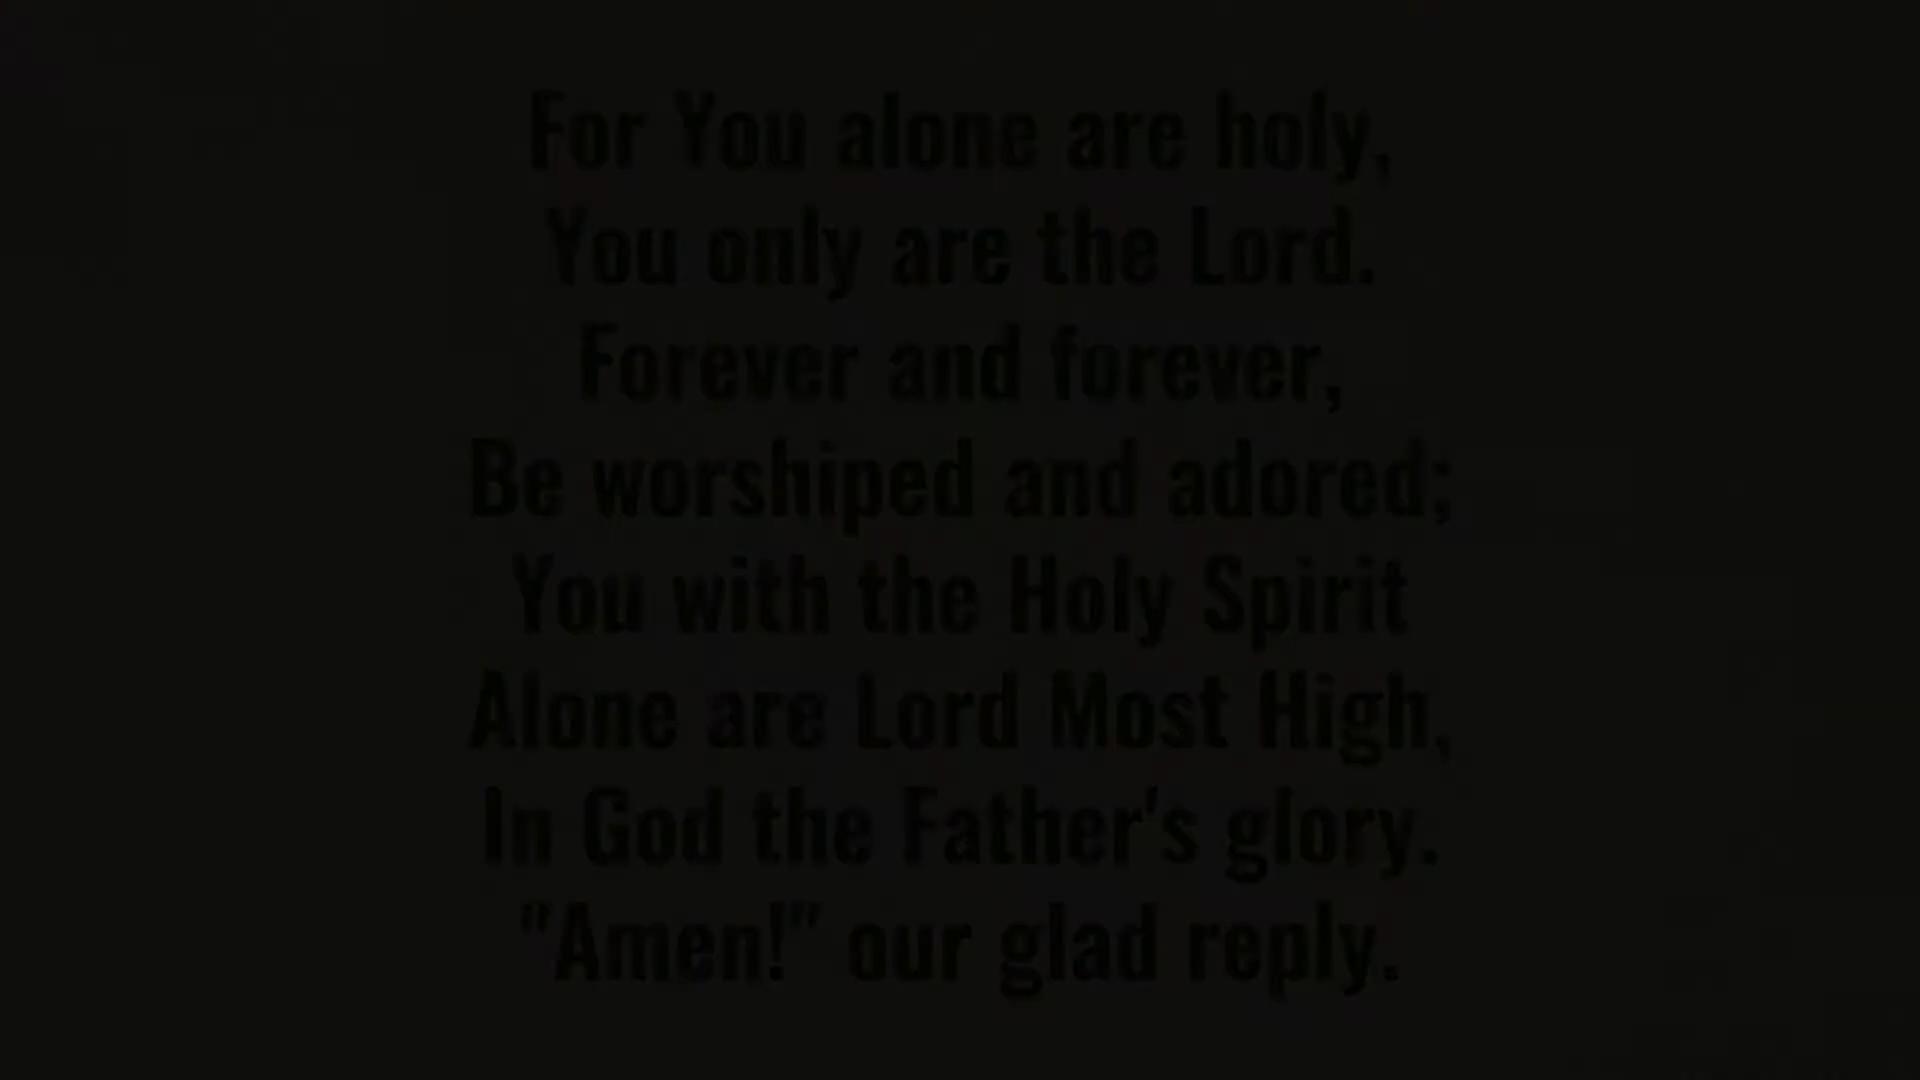 For You alone are holy,
You only are the Lord.
Forever and forever,
Be worshiped and adored;
You with the Holy Spirit
Alone are Lord Most High,
In God the Father's glory.
"Amen!" our glad reply.